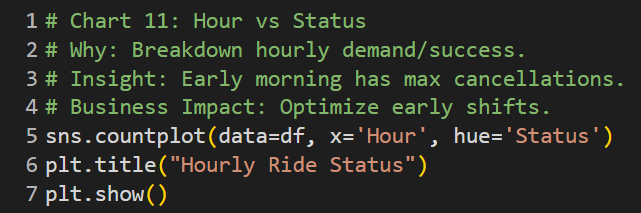 1 # Chart 11: Hour vs Status
2 # Why: Breakdown hourly demand/success.
3 # Insight: Early morning has max cancellations.
4 # Business Impact: Optimize early shifts.
5 sns.countplot(data=df, x='Hour', hue='Status')
6 plt.title("Hourly Ride Status")
7 plt.show()